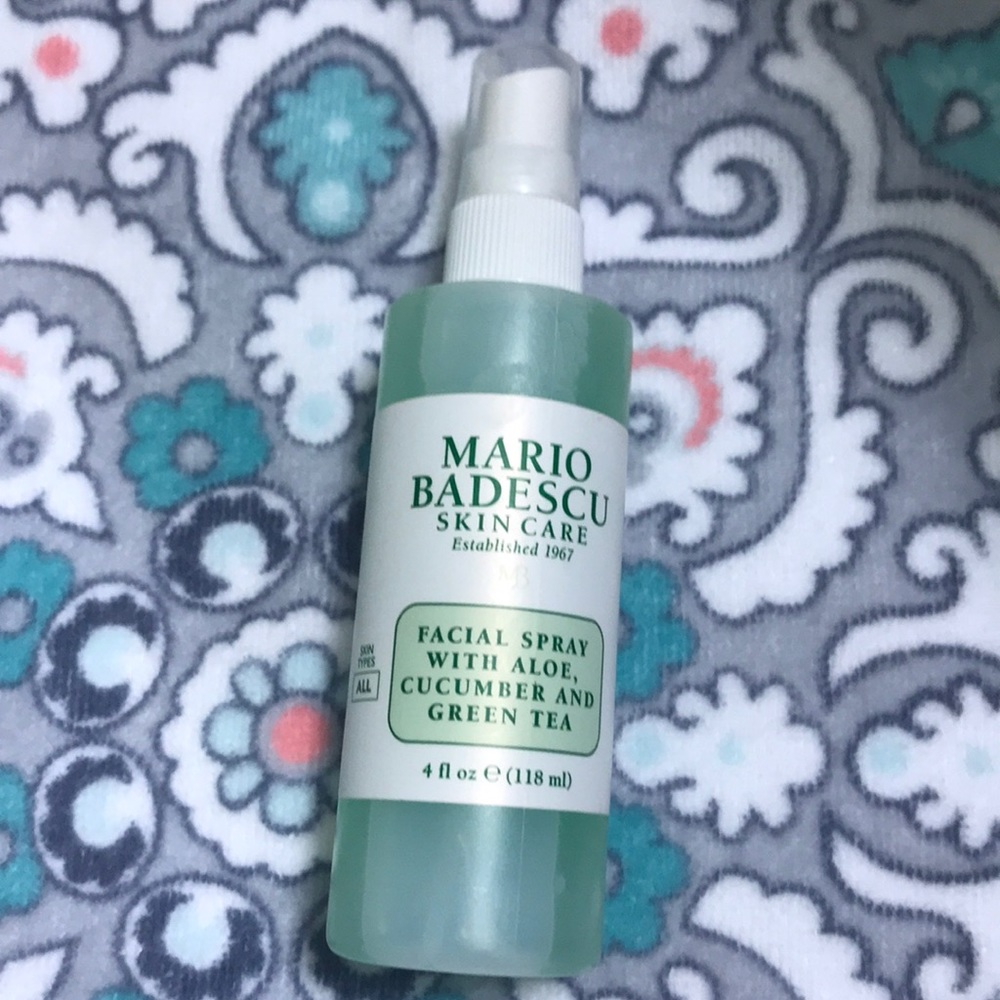 MARIO
BADESCU
SKIN CARE
Established 1967
MB
SKIN
TYPES
ALL
FACIAL SPRAY
WITH ALOE,
CUCUMBER AND
GREEN TEA
4 fl oz ℮ (118 ml)